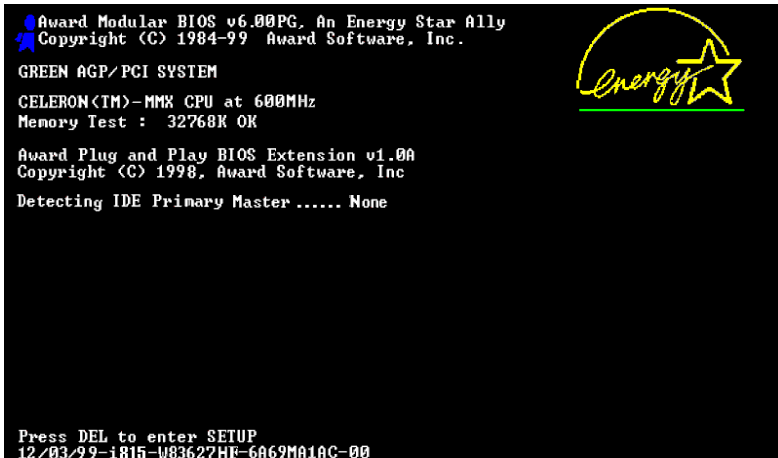 Award Modular BIOS v6.00PG, An Energy Star Ally
Copyright (C) 1984-99 Award Software, Inc.
energy
GREEN AGP/PCI SYSTEM
CELERON(TM)-MMX CPU at 600MHz
Memory Test : 32768K OK
Award Plug and Play BIOS Extension v1.0A
Copyright (C) 1998, Award Software, Inc
Detecting IDE Primary Master ...... None
Press DEL to enter SETUP
12/03/99-i815-W83627HF-6A69MA1AC-00